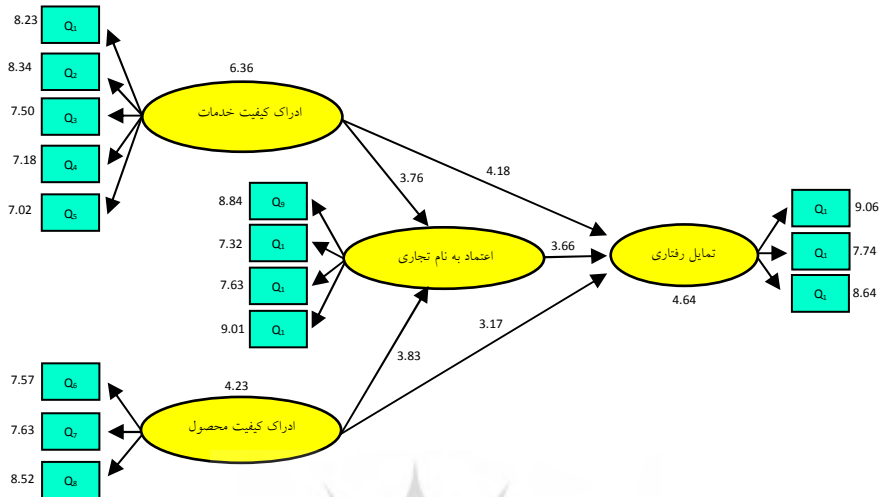 8.23 Q₁
8.34 Q₂
7.50 Q₃
7.18 Q₄
7.02 Q₅
6.36
ادراک کیفیت خدمات
3.76
4.18
8.84 Q₉
7.32 Q₁
7.63 Q₁
9.01 Q₁
اعتماد به نام تجاری
3.66
تمایل رفتاری
4.64
Q₁ 9.06
Q₁ 7.74
Q₁ 8.64
3.83
3.17
7.57 Q₆
7.63 Q₇
8.52 Q₈
4.23
ادراک کیفیت محصول